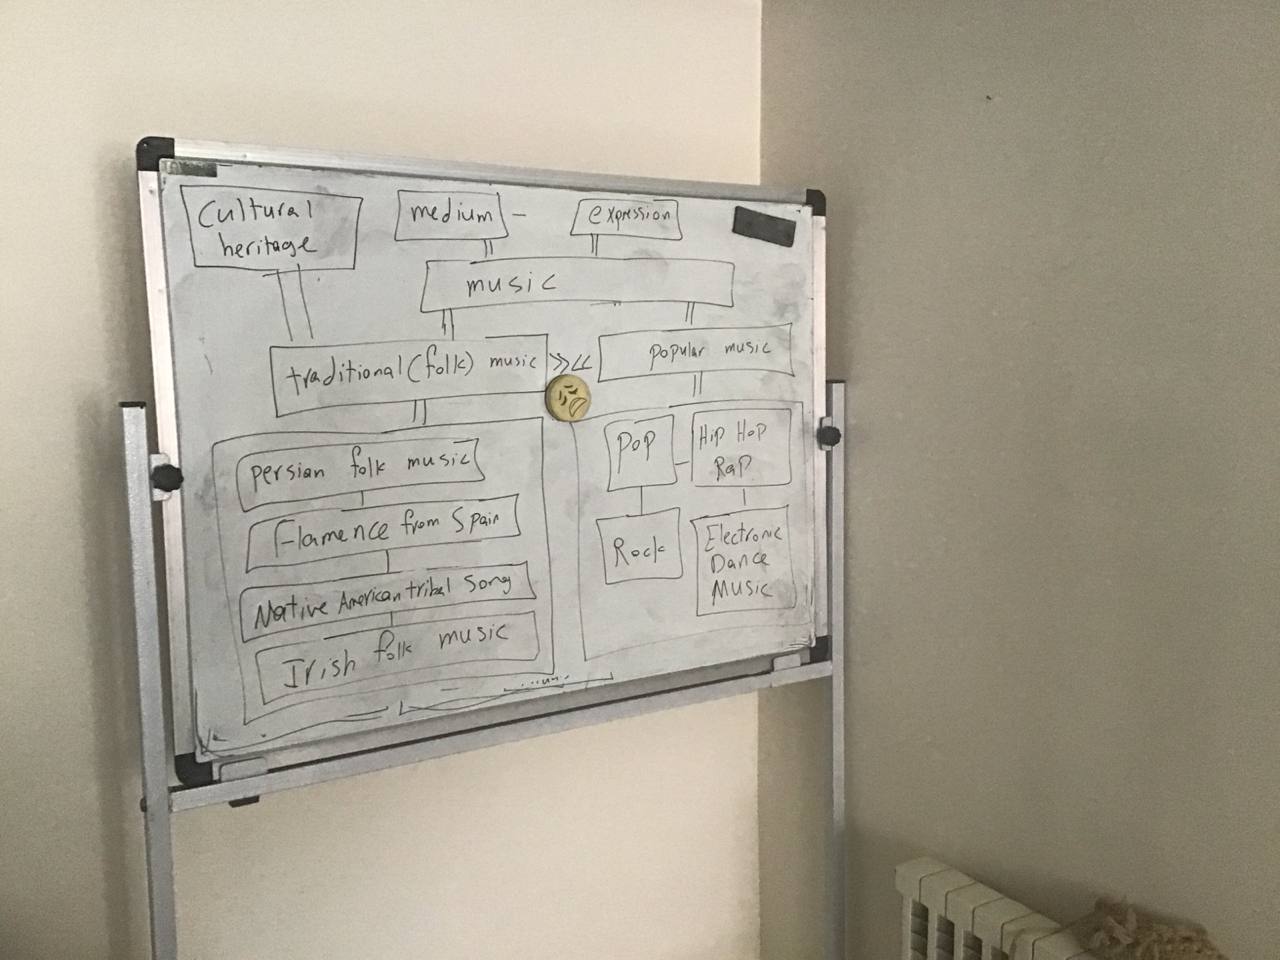 Cultural
heritage
medium -
expression
music
traditional (folk) music
>> <<
popular music
Persian folk music
Flamence from Spain
Native American tribal Song
Irish folk music
POP
Hip Hop
Rap
Rock
Electronic
Dance
Music